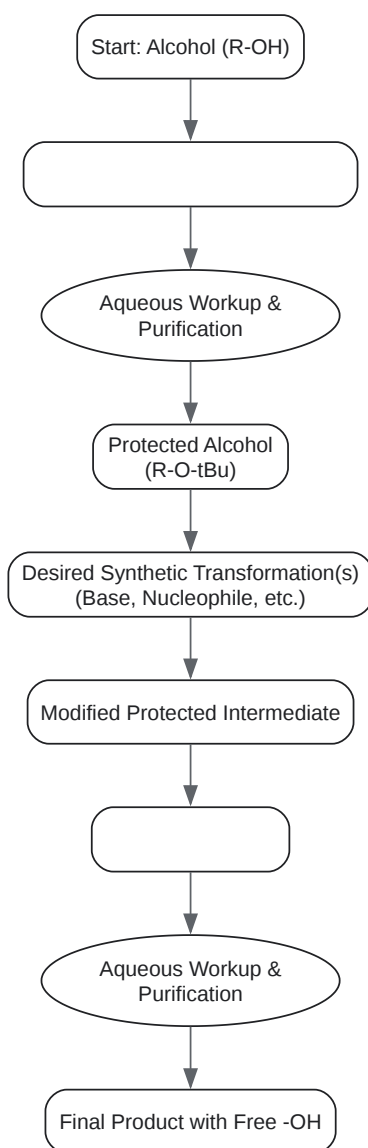 Start: Alcohol (R-OH)
Aqueous Workup &
Purification
Protected Alcohol
(R-O-tBu)
Desired Synthetic Transformation(s)
(Base, Nucleophile, etc.)
Modified Protected Intermediate
Aqueous Workup &
Purification
Final Product with Free -OH